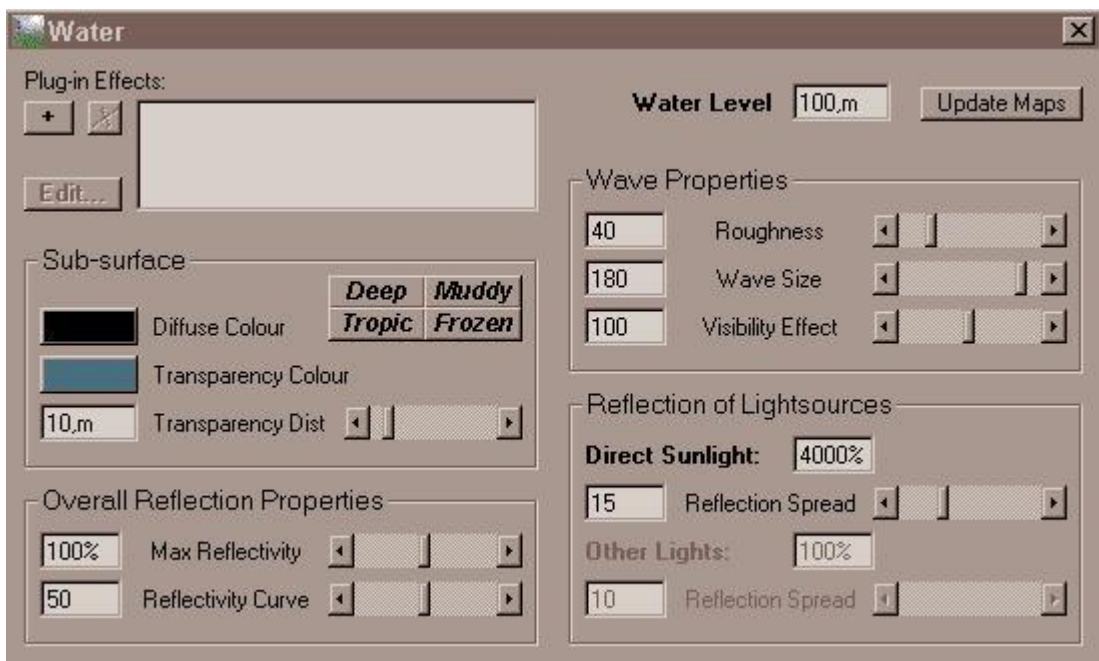 Water
Plug-in Effects:
+
Edit...
Water Level 100,m Update Maps
Sub-surface
Deep Muddy
Tropic Frozen
Diffuse Colour
Transparency Colour
10,m Transparency Dist
Overall Reflection Properties
100% Max Reflectivity
50 Reflectivity Curve
Wave Properties
40 Roughness
180 Wave Size
100 Visibility Effect
Reflection of Lightsources
Direct Sunlight: 4000%
15 Reflection Spread
Other Lights: 100%
10 Reflection Spread